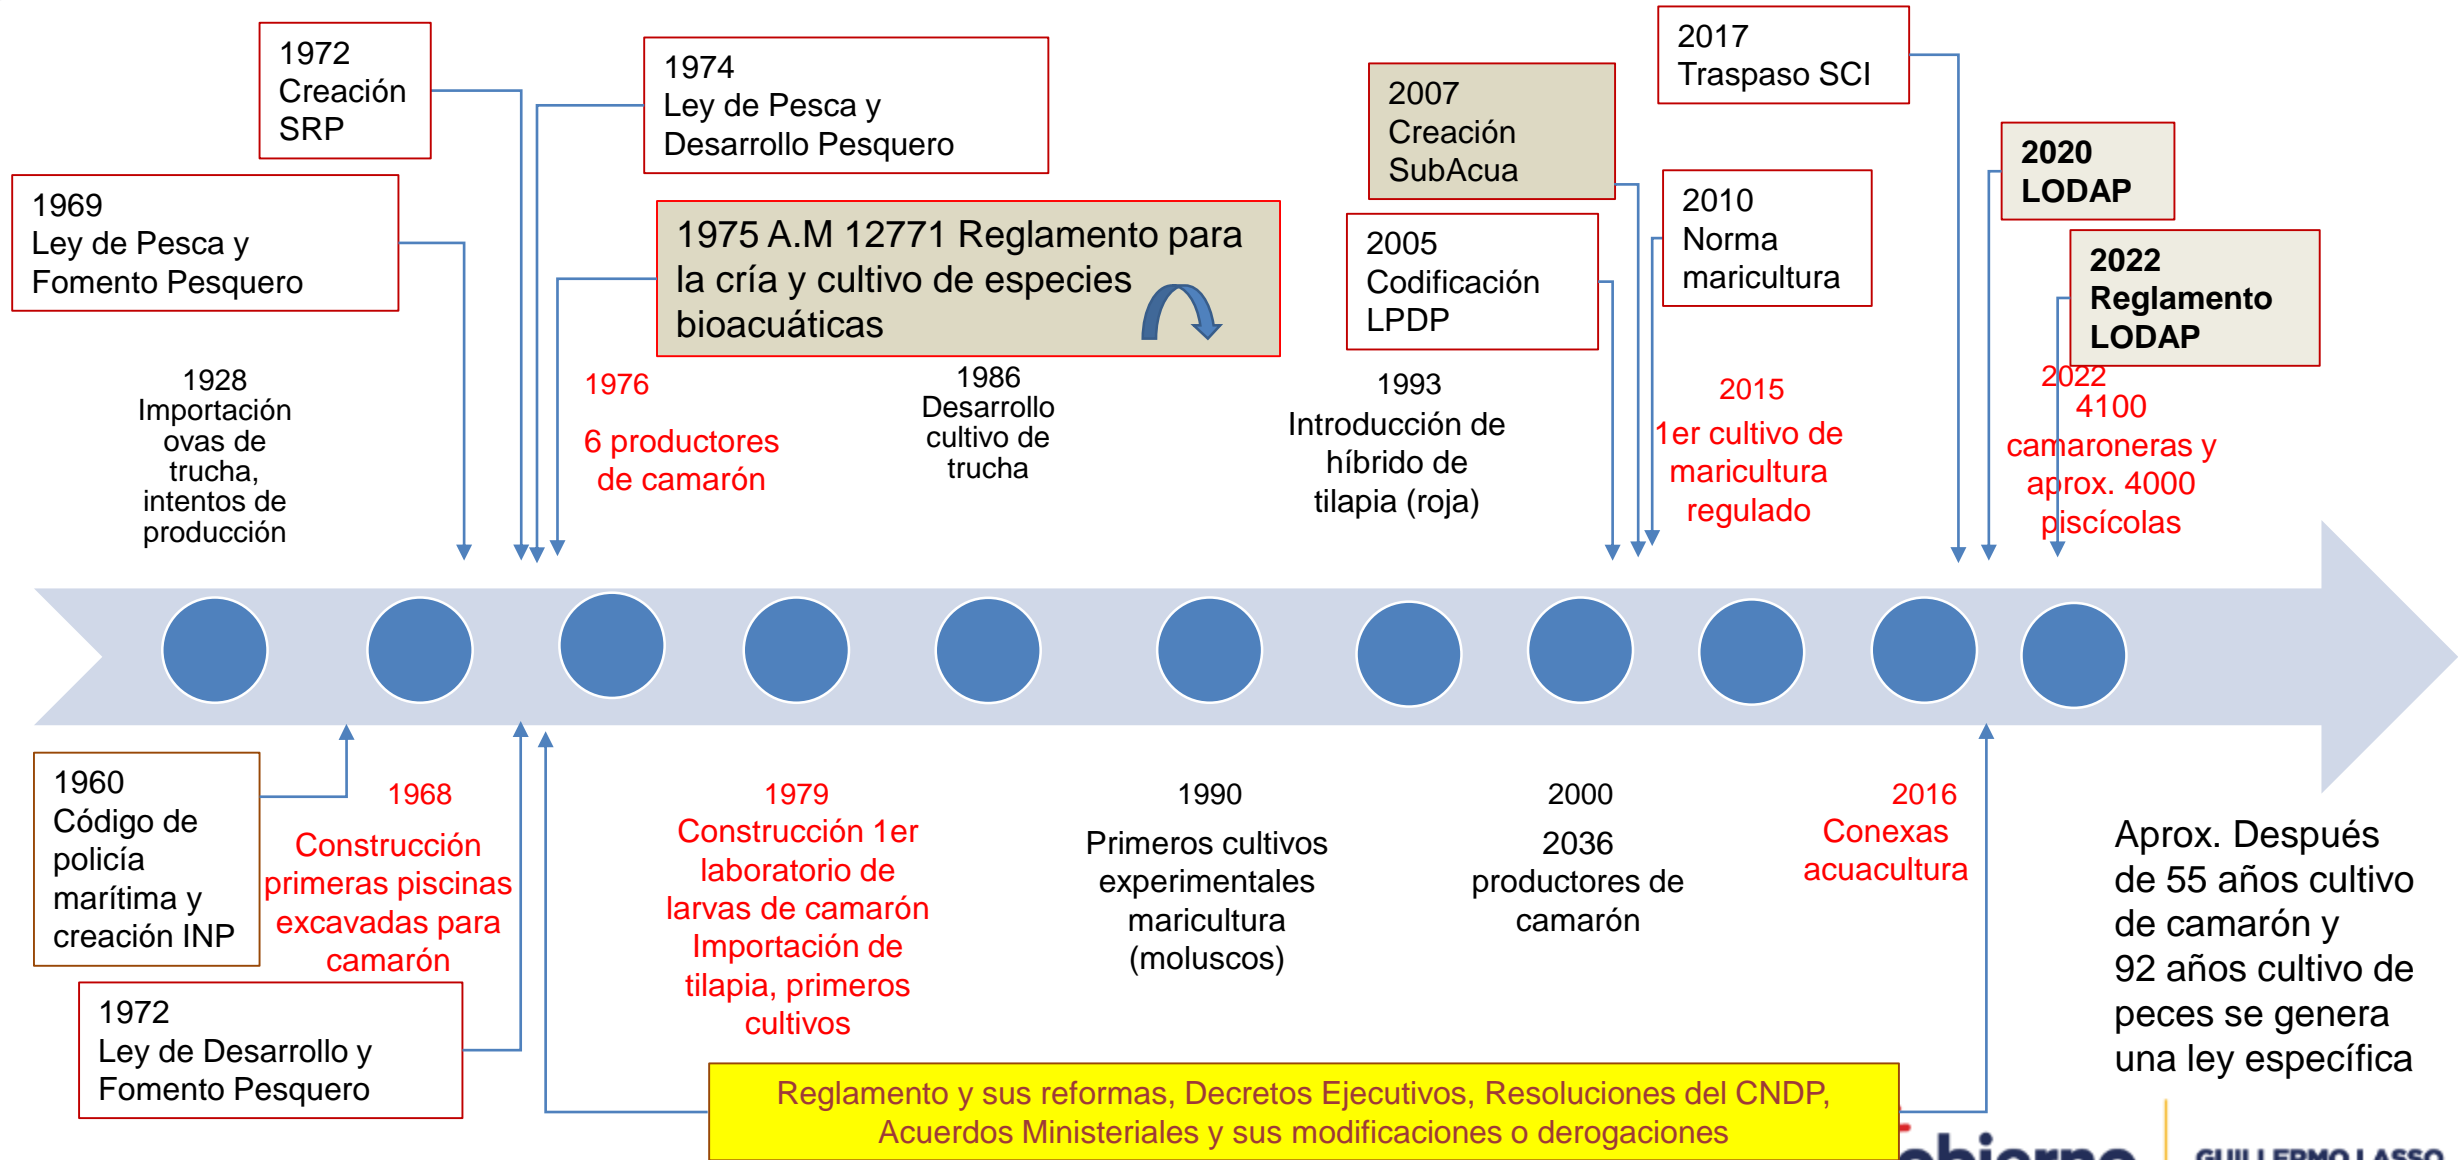 1972
Creación
SRP
1974
Ley de Pesca y
Desarrollo Pesquero
1969
Ley de Pesca y
Fomento Pesquero
1975 A.M 12771 Reglamento para
la cría y cultivo de especies
bioacuáticas
2007
Creación
SubAcua
2005
Codificación
LPDP
2017
Traspaso SCI
2010
Norma
maricultura
2020
LODAP
2022
Reglamento
LODAP
1928
Importación
ovas de
trucha,
intentos de
producción
1976
6 productores
de camarón
1986
Desarrollo
cultivo de
trucha
1993
Introducción de
híbrido de
tilapia (roja)
2015
1er cultivo de
maricultura
regulado
2022
4100
camaroneras y
aprox. 4000
piscícolas
1960
Código de
policía
marítima y
creación INP
1968
Construcción
primeras piscinas
excavadas para
camarón
1972
Ley de Desarrollo y
Fomento Pesquero
1979
Construcción 1er
laboratorio de
larvas de camarón
Importación de
tilapia, primeros
cultivos
1990
Primeros cultivos
experimentales
maricultura
(moluscos)
2000
2036
productores de
camarón
2016
Conexas
acuacultura
Aprox. Después
de 55 años cultivo
de camarón y
92 años cultivo de
peces se genera
una ley específica
Reglamento y sus reformas, Decretos Ejecutivos, Resoluciones del CNDP,
Acuerdos Ministeriales y sus modificaciones o derogaciones
GUILLERMO LASSO